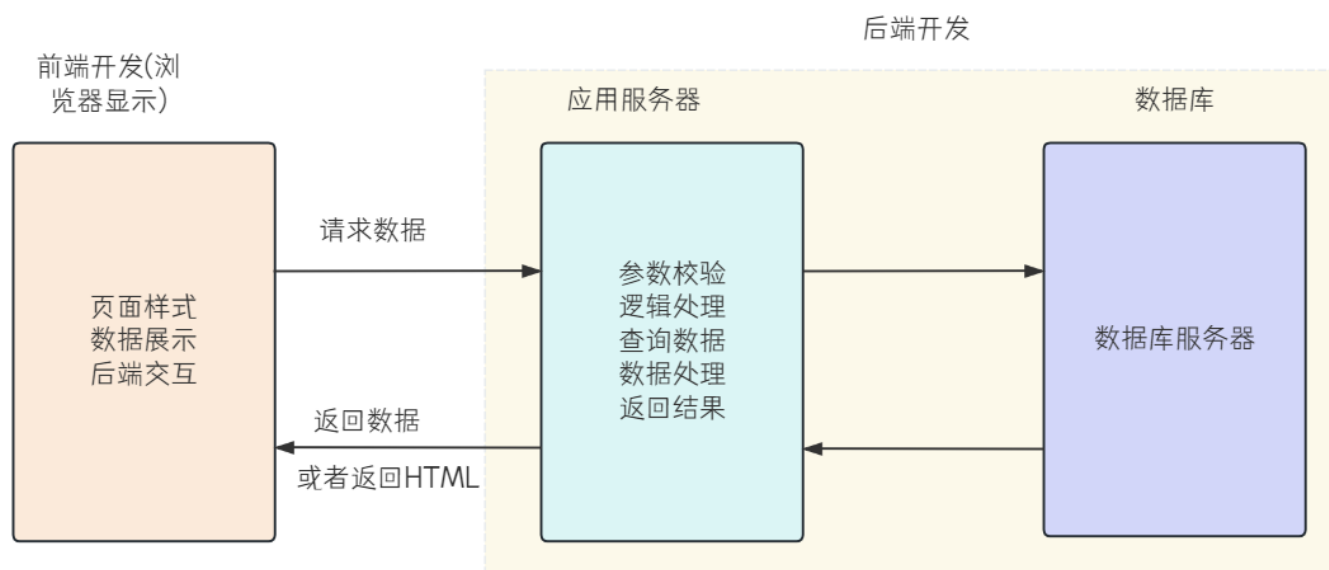 后端开发
前端开发(浏
览器显示)
应用服务器
数据库
请求数据
页面样式
数据展示
后端交互
参数校验
逻辑处理
查询数据
数据处理
返回结果
数据库服务器
返回数据
或者返回HTML